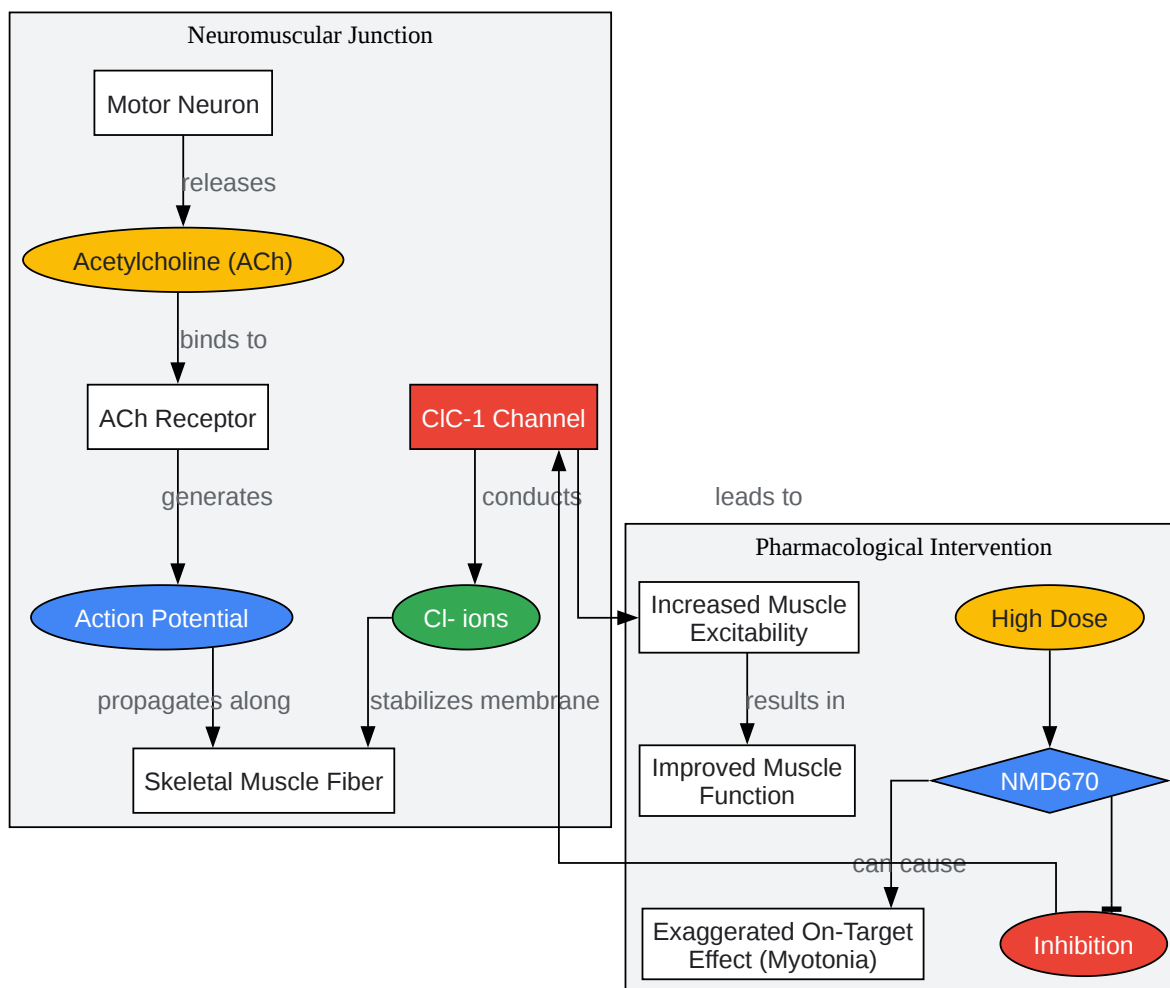 Neuromuscular Junction
Motor Neuron
releases
Acetylcholine (ACh)
binds to
ACh Receptor
ClC-1 Channel
generates
conducts
leads to
Pharmacological Intervention
Action Potential
Cl- ions
Increased Muscle
Excitability
High Dose
propagates along
stabilizes membrane
results in
Skeletal Muscle Fiber
Improved Muscle
Function
NMD670
can cause
Exaggerated On-Target
Effect (Myotonia)
Inhibition